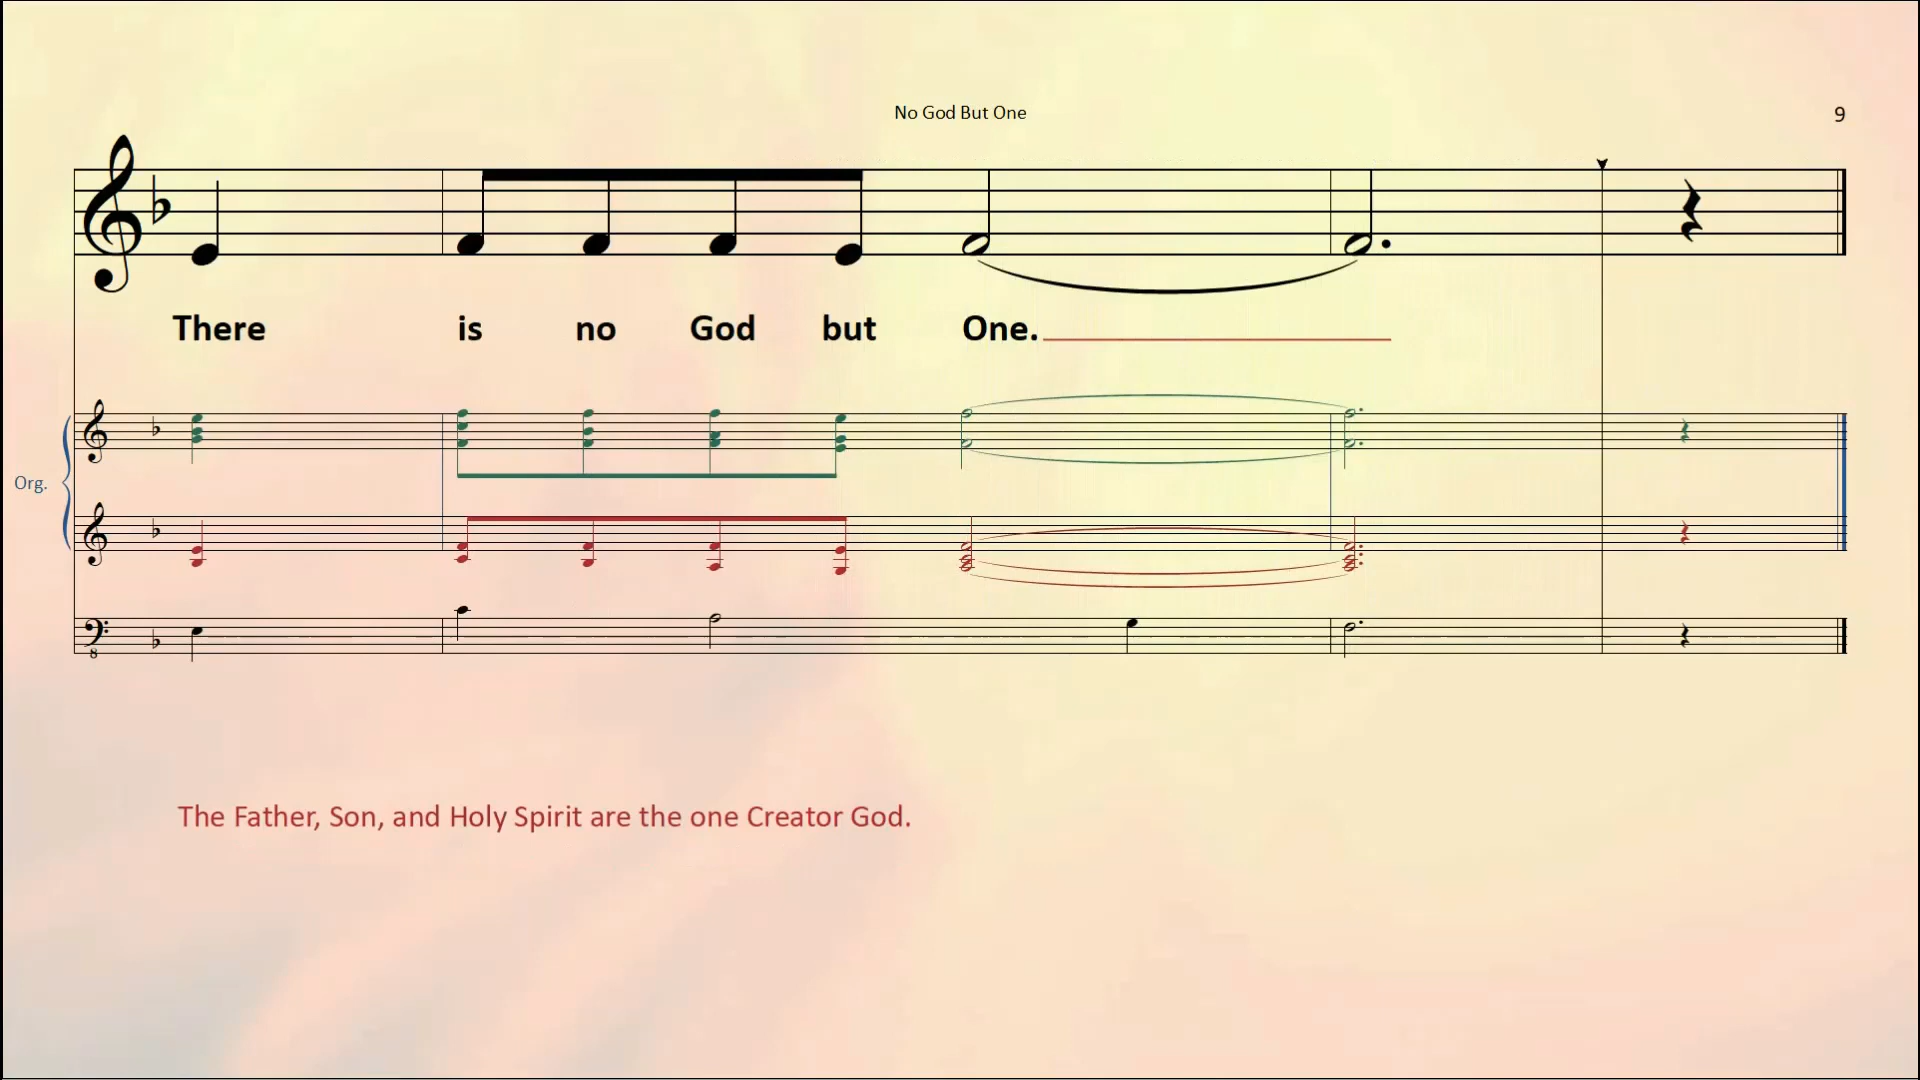 No God But One
9
There is no God but One.
Org.
8
The Father, Son, and Holy Spirit are the one Creator God.